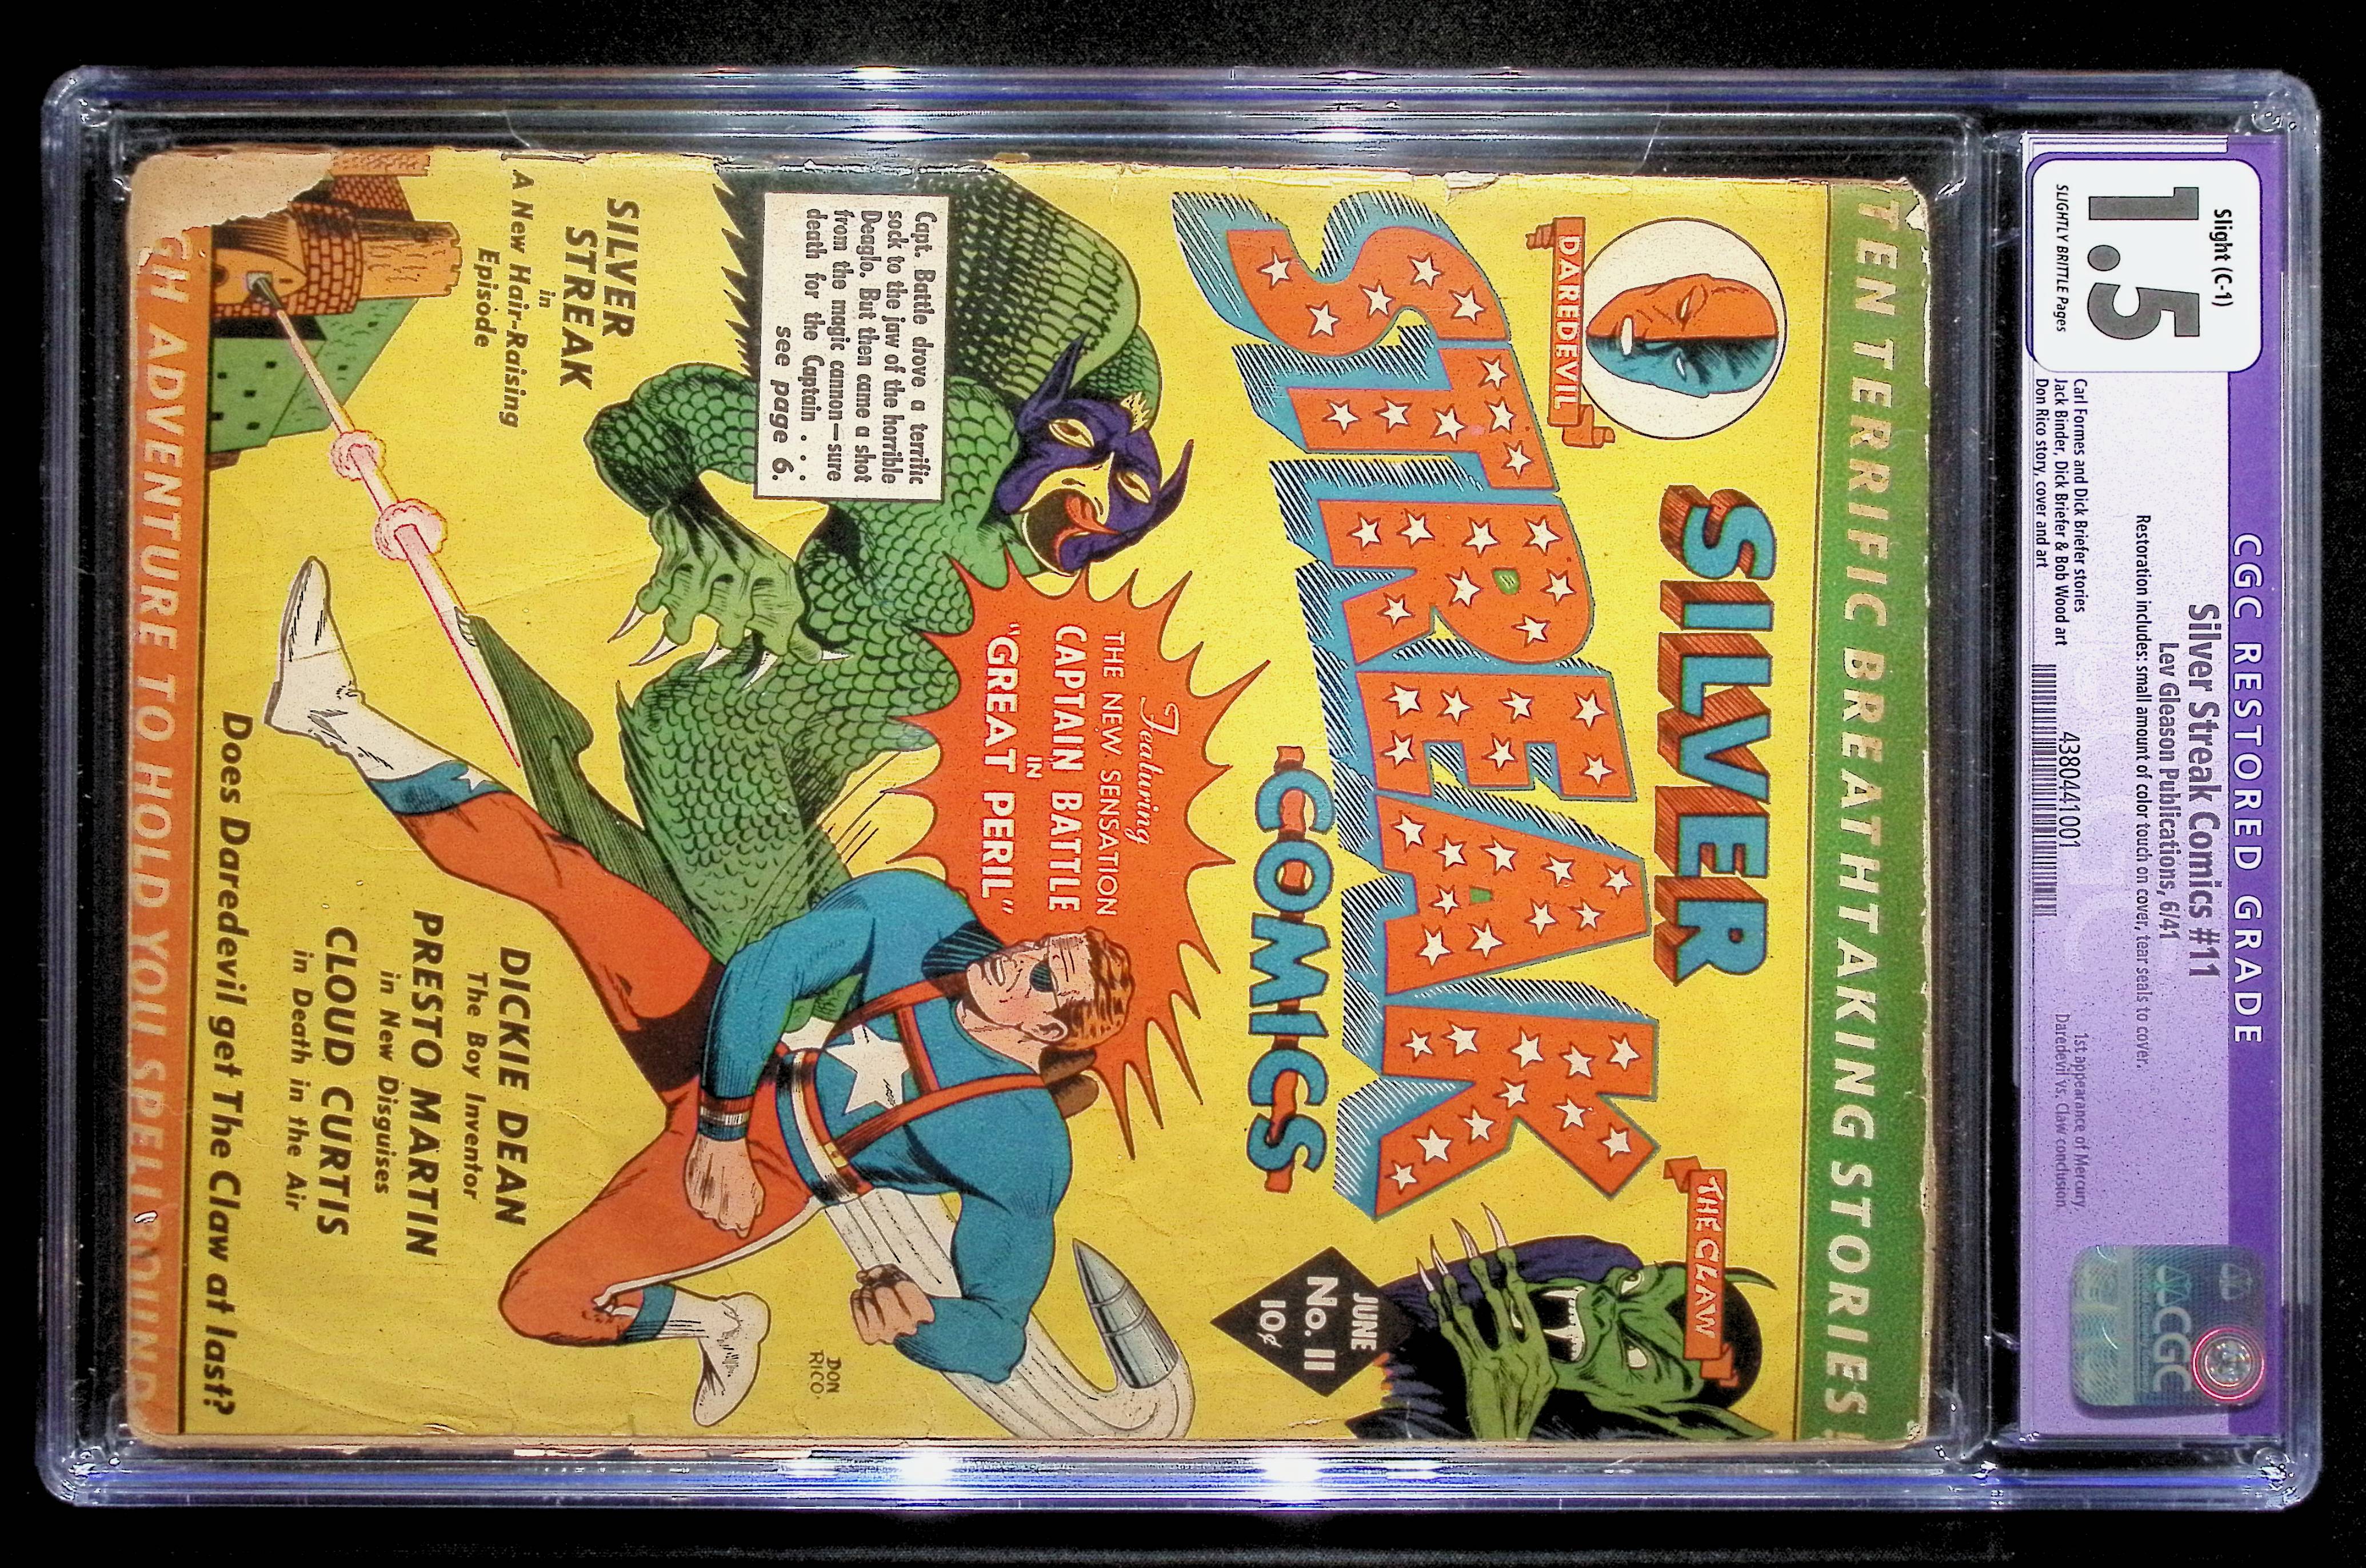 CGC RESTORED GRADE
Slight (C-1)
1.5
SLIGHTLY BRITTLE Pages
Silver Streak Comics #11
Lev Gleason Publications, 6/41
Restoration includes: small amount of color touch on cover, tear seals to cover.
Carl Formes and Dick Briefer stories
Jack Binder, Dick Briefer & Bob Wood art
Don Rico story, cover and art
1st appearance of Mercury
Daredevil vs. Claw conclusion
4380441001
CGC
TEN TERRIFIC BREATHTAKING STORIES!
DAREDEVIL
SILVER
STREAK
COMICS
THE CLAW
JUNE
No. 11
10¢
Featuring
THE NEW SENSATION
CAPTAIN BATTLE
IN
"GREAT PERIL"
Capt. Battle drove a terrific
sock to the jaw of the horrible
Deaglo. But then came a shot
from the magic cannon—sure
death for the Captain . . .
see page 6.
DON
RICO.
SILVER
STREAK
in
A New Hair-Raising
Episode
DICKIE DEAN
The Boy Inventor
PRESTO MARTIN
in New Disguises
CLOUD CURTIS
in Death in the Air
Does Daredevil get The Claw at last?
GH ADVENTURE TO HOLD YOU SPELLBOUND